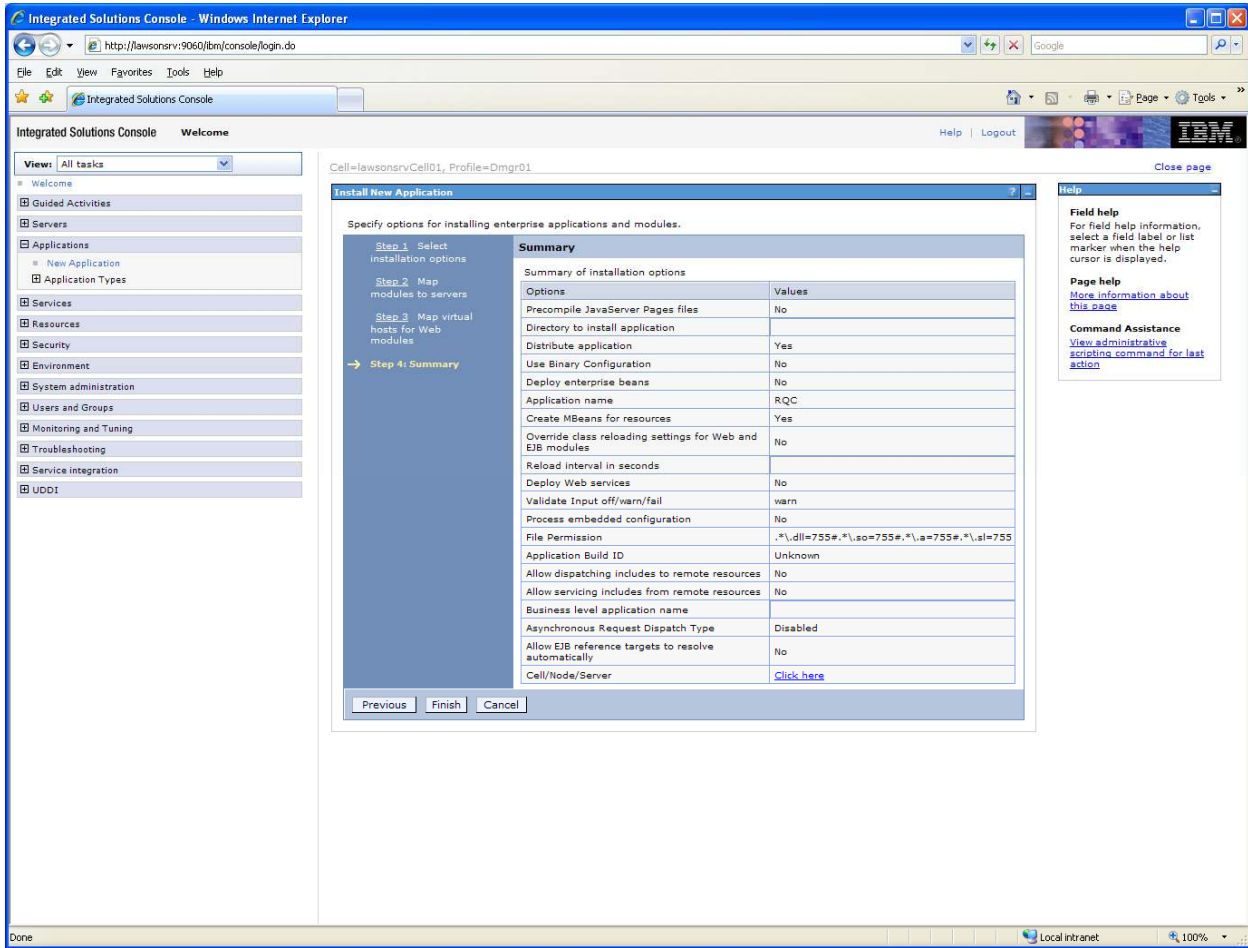 Integrated Solutions Console - Windows Internet Explorer
http://lawsonsrv:9060/ibm/console/login.do
Google
File Edit View Favorites Tools Help
Integrated Solutions Console
Page Tools »
Integrated Solutions Console Welcome
Help | Logout
IBM.
View: All tasks
Welcome
Guided Activities
Servers
Applications
New Application
Application Types
Services
Resources
Security
Environment
System administration
Users and Groups
Monitoring and Tuning
Troubleshooting
Service integration
UDDI
Cell=lawsonsrvCell01, Profile=Dmgr01
Close page
Install New Application
? -
Specify options for installing enterprise applications and modules.
Step 1 Select
installation options
Step 2 Map
modules to servers
Step 3 Map virtual
hosts for Web
modules
Step 4: Summary
Summary
Summary of installation options
Options Values
Precompile JavaServer Pages files No
Directory to install application
Distribute application Yes
Use Binary Configuration No
Deploy enterprise beans No
Application name RQC
Create MBeans for resources Yes
Override class reloading settings for Web and
EJB modules No
Reload interval in seconds
Deploy Web services No
Validate Input off/warn/fail warn
Process embedded configuration No
File Permission .*\.dll=755#.*\.so=755#.*\.a=755#.*\.sl=755
Application Build ID Unknown
Allow dispatching includes to remote resources No
Allow servicing includes from remote resources No
Business level application name
Asynchronous Request Dispatch Type Disabled
Allow EJB reference targets to resolve
automatically No
Cell/Node/Server Click here
Previous Finish Cancel
Help
Field help
For field help information,
select a field label or list
marker when the help
cursor is displayed.
Page help
More information about
this page
Command Assistance
View administrative
scripting command for last
action
Done
Local intranet
100%